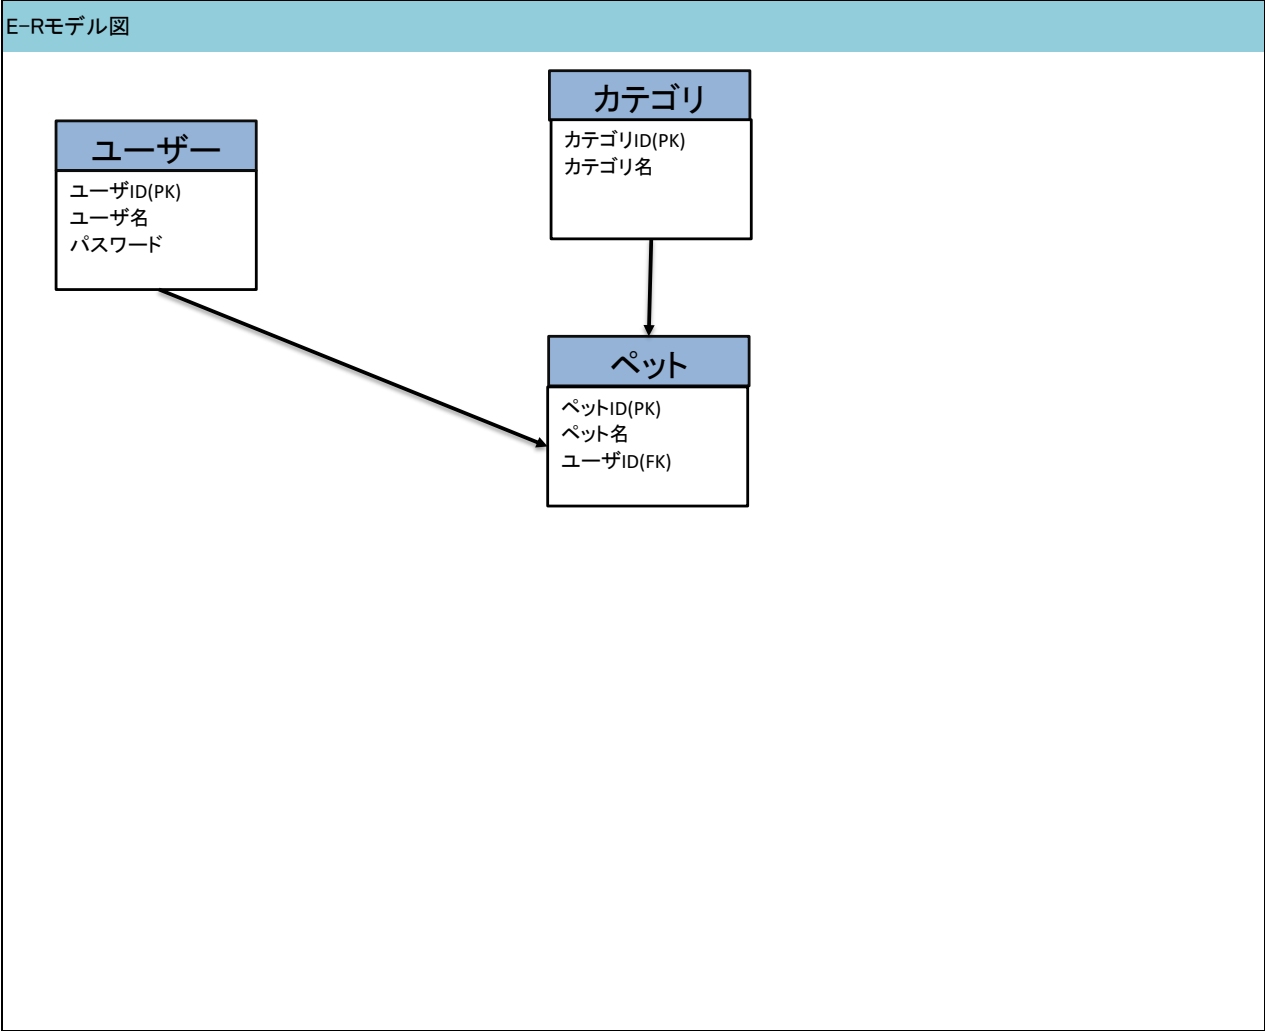 E-Rモデル図
ユーザー
ユーザID(PK)
ユーザ名
パスワード
カテゴリ
カテゴリID(PK)
カテゴリ名
ペット
ペットID(PK)
ペット名
ユーザID(FK)